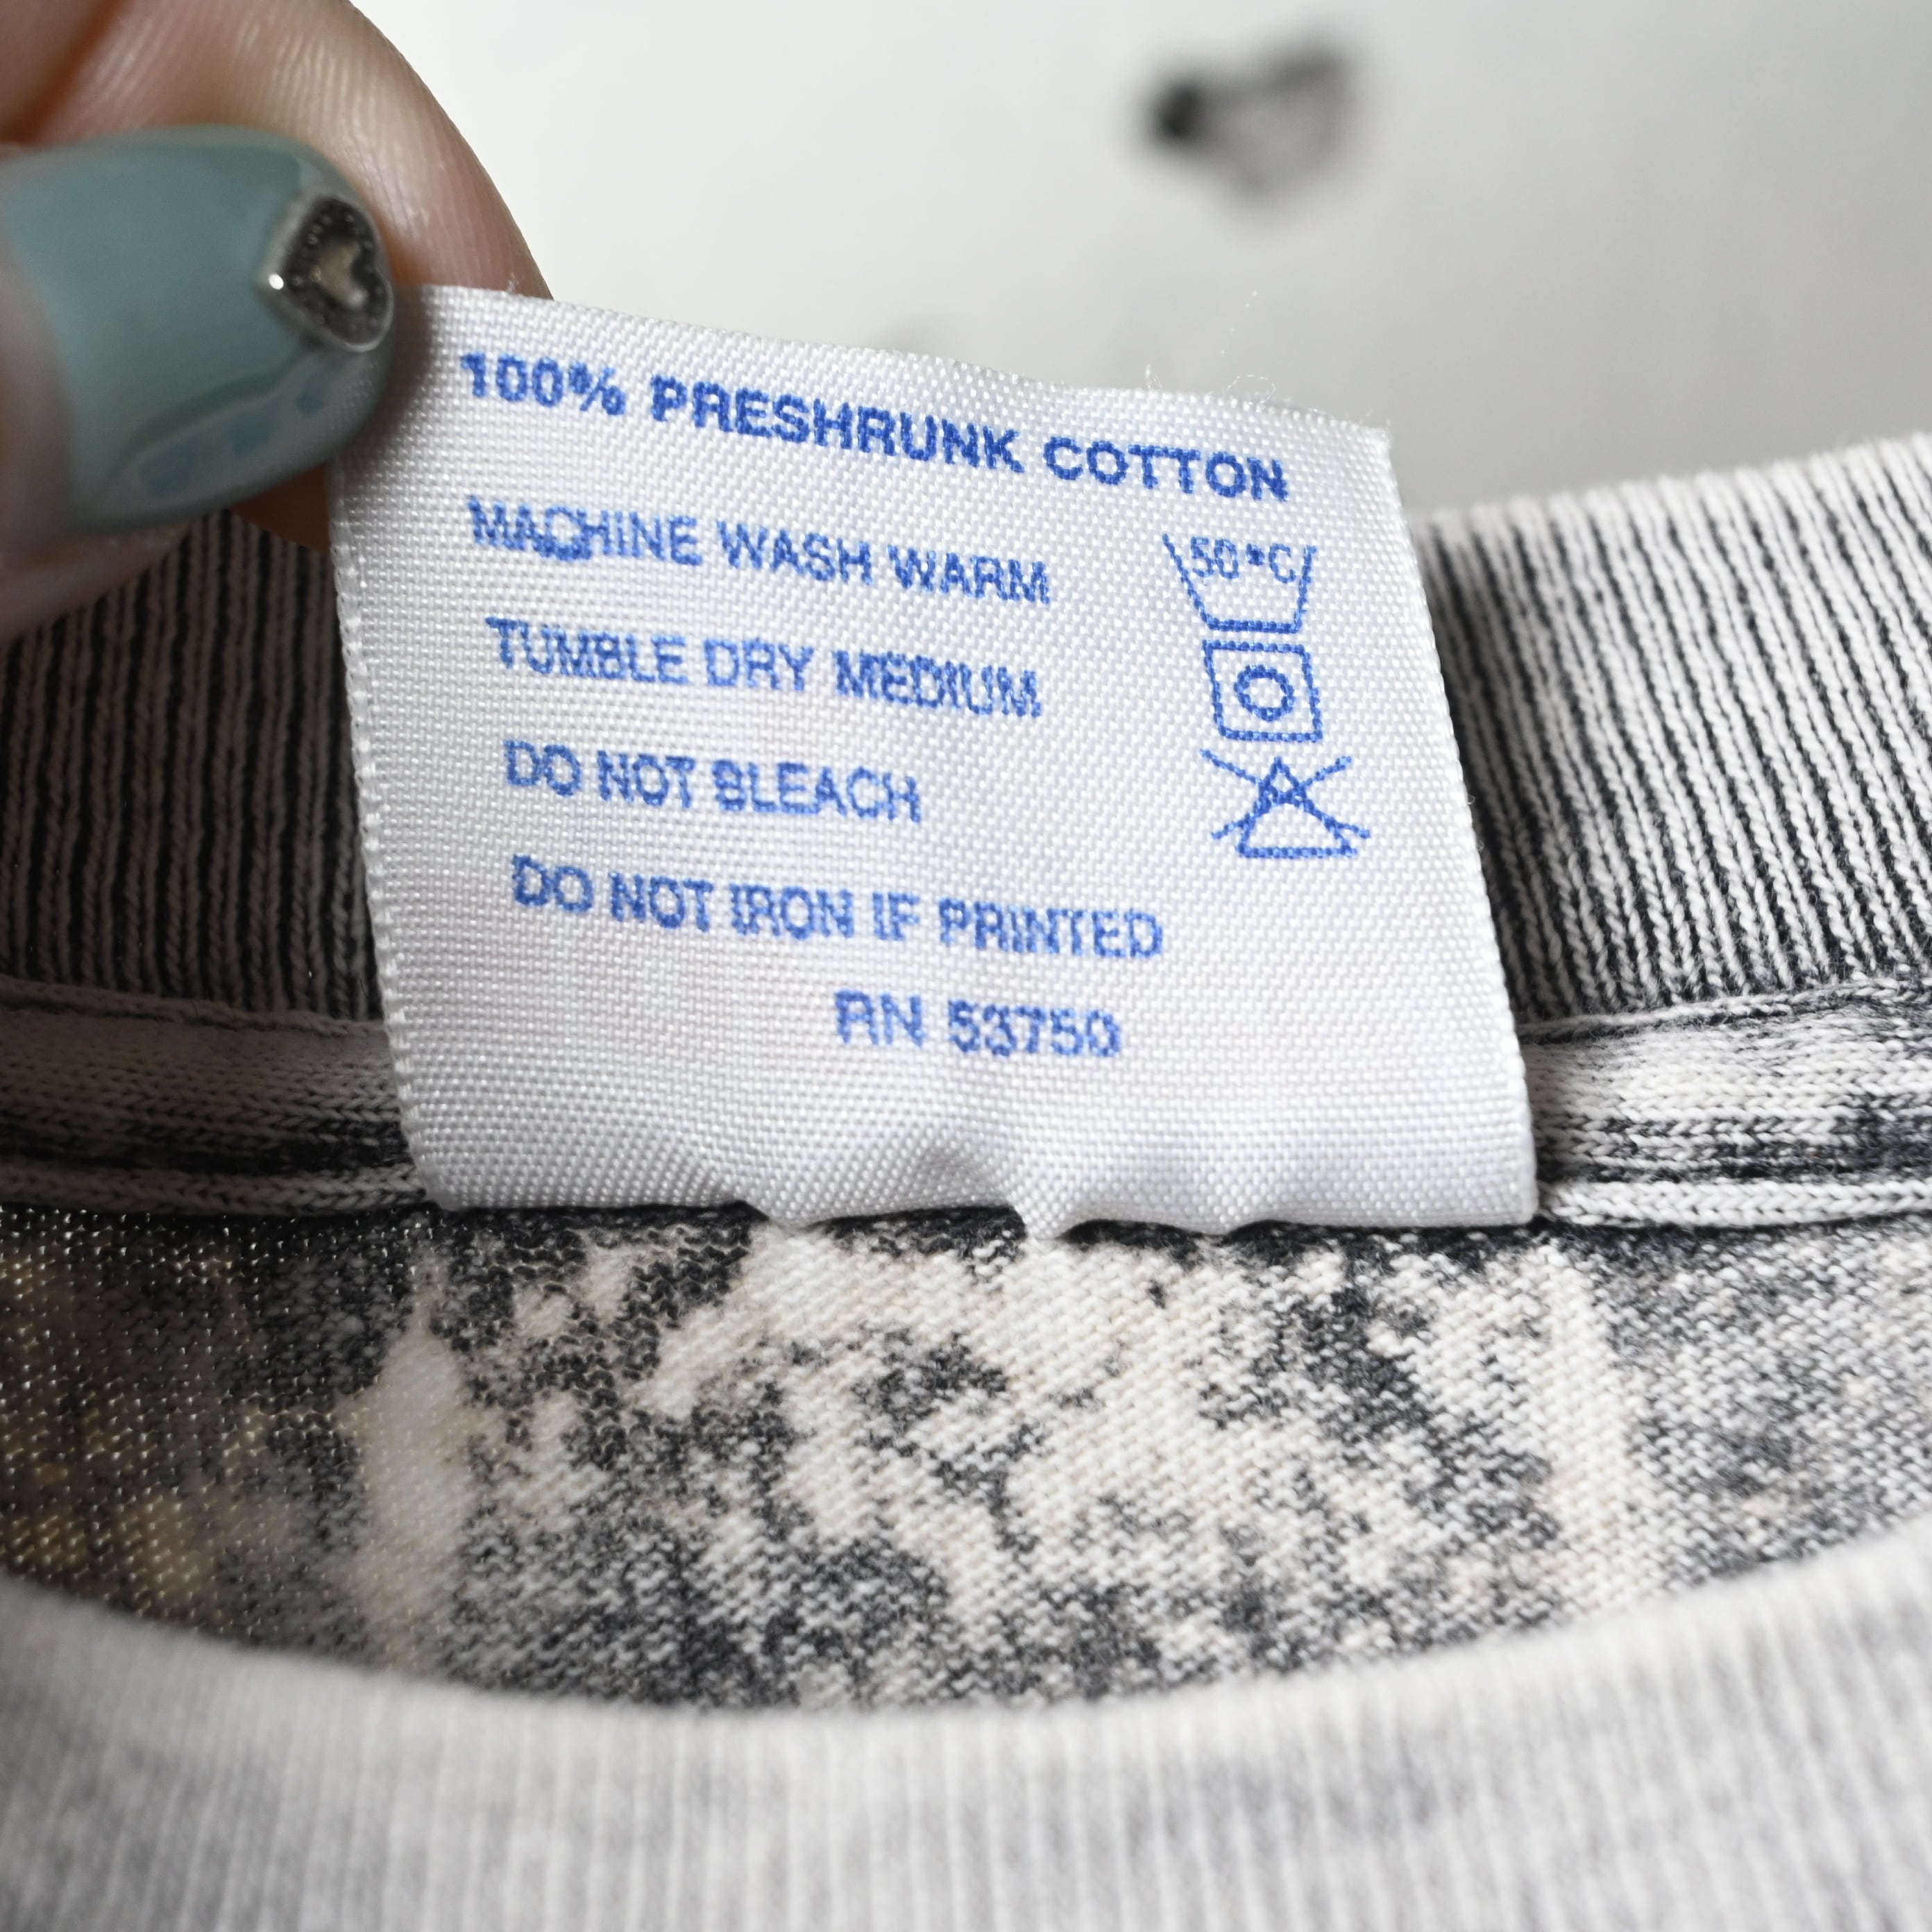 100% PRESHRUNK COTTON
MACHINE WASH WARM
50°C
TUMBLE DRY MEDIUM
DO NOT BLEACH
DO NOT IRON IF PRINTED
RN 53750